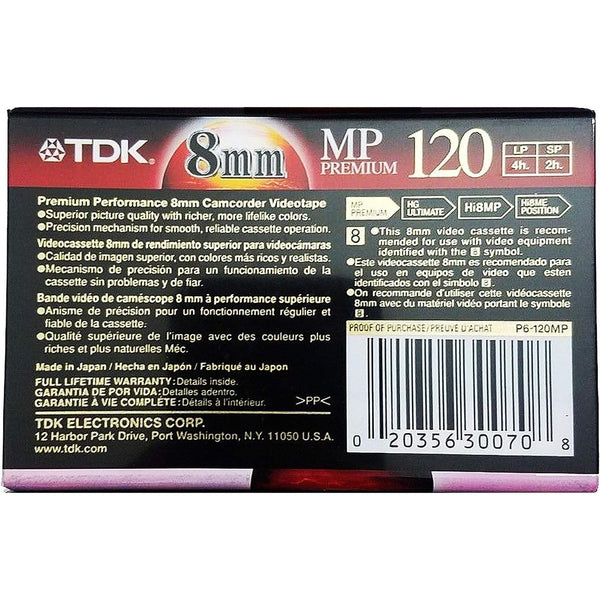 TDK 8mm MP PREMIUM 120 LP 4h. SP 2h.
Premium Performance 8mm Camcorder Videotape
●Superior picture quality with richer, more lifelike colors.
●Precision mechanism for smooth, reliable cassette operation.
Videocassette 8mm de rendimiento superior para videocámaras
●Calidad de imagen superior, con colores más ricos y realistas.
●Mecanismo de precisión para un funcionamiento de la
cassette sin problemas y de fiar.
Bande vidéo de caméscope 8 mm à performance supérieure
●Anisme de précision pour un fonctionnement régulier et
fiable de la cassette.
●Qualité supérieure de l'image avec des couleurs plus
riches et plus naturelles Méc.
Made in Japan / Hecha en Japón / Fabriqué au Japon
FULL LIFETIME WARRANTY: Details inside.
GARANTIA DE POR VIDA: Detalles adentro.
GARANTIE À VIE COMPLÈTE: Détails à l'intérieur.
>PP<
TDK ELECTRONICS CORP.
12 Harbor Park Drive, Port Washington, N.Y. 11050 U.S.A.
www.tdk.com
MP PREMIUM HG ULTIMATE Hi8MP Hi8ME POSITION
8 ●This 8mm video cassette is recom-
mended for use with video equipment
identified with the 8 symbol.
●Este videocassette 8mm es recomendado para
el uso en equipos de video que esten
identificados con el simbolo 8.
●On recommande d'utiliser cette vidéocassette
8mm avec du matériel vidéo portant le symbole
8.
PROOF OF PURCHASE/PREUVE D'ACHAT P6-120MP
0 20356 30070 8